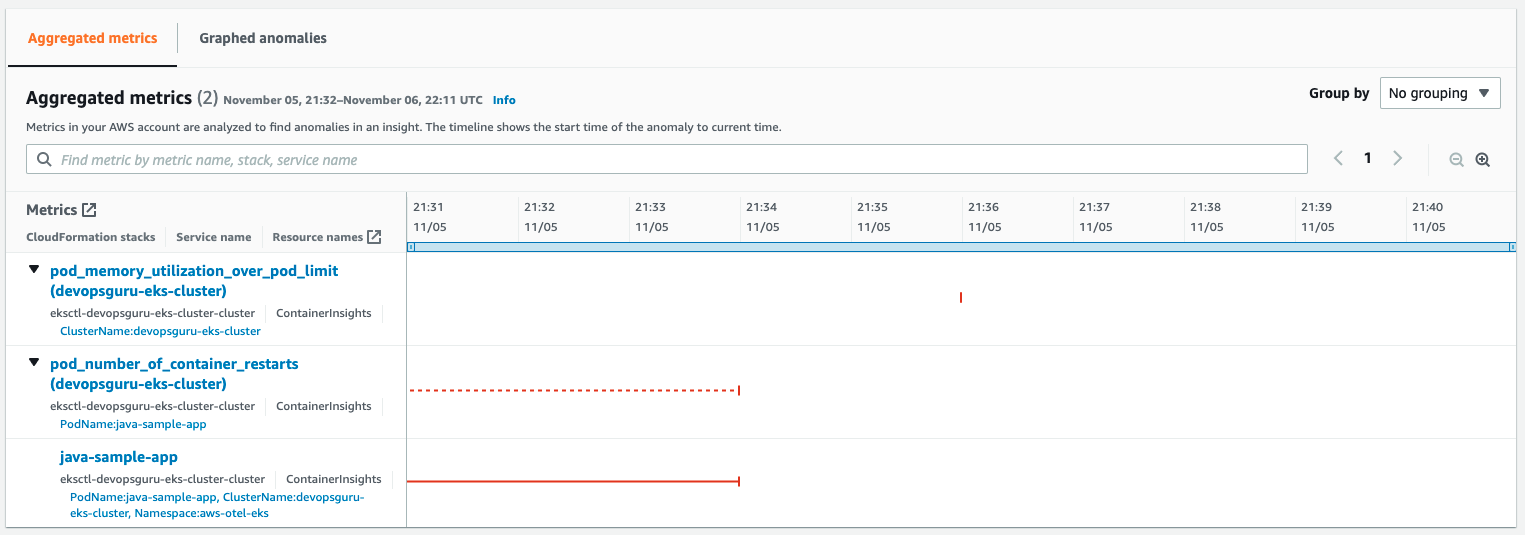 Aggregated metrics
Graphed anomalies
Aggregated metrics (2) November 05, 21:32–November 06, 22:11 UTC Info
Group by No grouping
Metrics in your AWS account are analyzed to find anomalies in an insight. The timeline shows the start time of the anomaly to current time.
Find metric by metric name, stack, service name
1
Metrics
CloudFormation stacks Service name Resource names
21:31 21:32 21:33 21:34 21:35 21:36 21:37 21:38 21:39 21:40
11/05 11/05 11/05 11/05 11/05 11/05 11/05 11/05 11/05 11/05
pod_memory_utilization_over_pod_limit
(devopsguru-eks-cluster)
eksctl-devopsguru-eks-cluster-cluster ContainerInsights
ClusterName:devopsguru-eks-cluster
pod_number_of_container_restarts
(devopsguru-eks-cluster)
eksctl-devopsguru-eks-cluster-cluster ContainerInsights
PodName:java-sample-app
java-sample-app
eksctl-devopsguru-eks-cluster-cluster ContainerInsights
PodName:java-sample-app, ClusterName:devopsguru-
eks-cluster, Namespace:aws-otel-eks